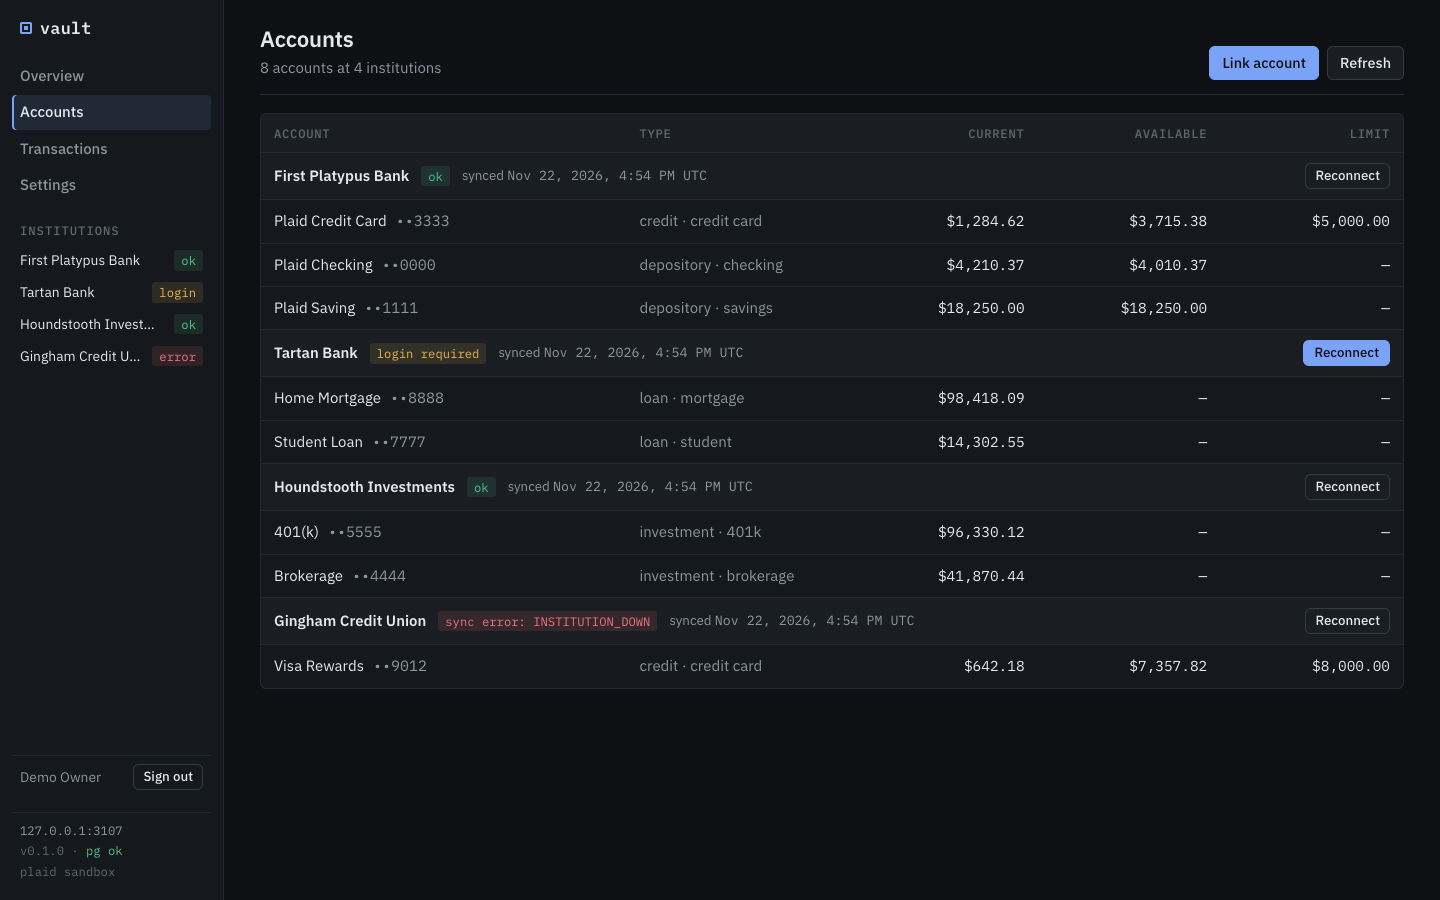 vault
Overview
Accounts
Transactions
Settings
INSTITUTIONS
First Platypus Bank ok
Tartan Bank login
Houndstooth Invest... ok
Gingham Credit U... error
Demo Owner Sign out
127.0.0.1:3107
v0.1.0 · pg ok
plaid sandbox
Accounts
8 accounts at 4 institutions
Link account Refresh
ACCOUNT TYPE CURRENT AVAILABLE LIMIT
First Platypus Bank ok synced Nov 22, 2026, 4:54 PM UTC Reconnect
Plaid Credit Card ••3333 credit · credit card $1,284.62 $3,715.38 $5,000.00
Plaid Checking ••0000 depository · checking $4,210.37 $4,010.37 —
Plaid Saving ••1111 depository · savings $18,250.00 $18,250.00 —
Tartan Bank login required synced Nov 22, 2026, 4:54 PM UTC Reconnect
Home Mortgage ••8888 loan · mortgage $98,418.09 — —
Student Loan ••7777 loan · student $14,302.55 — —
Houndstooth Investments ok synced Nov 22, 2026, 4:54 PM UTC Reconnect
401(k) ••5555 investment · 401k $96,330.12 — —
Brokerage ••4444 investment · brokerage $41,870.44 — —
Gingham Credit Union sync error: INSTITUTION_DOWN synced Nov 22, 2026, 4:54 PM UTC Reconnect
Visa Rewards ••9012 credit · credit card $642.18 $7,357.82 $8,000.00